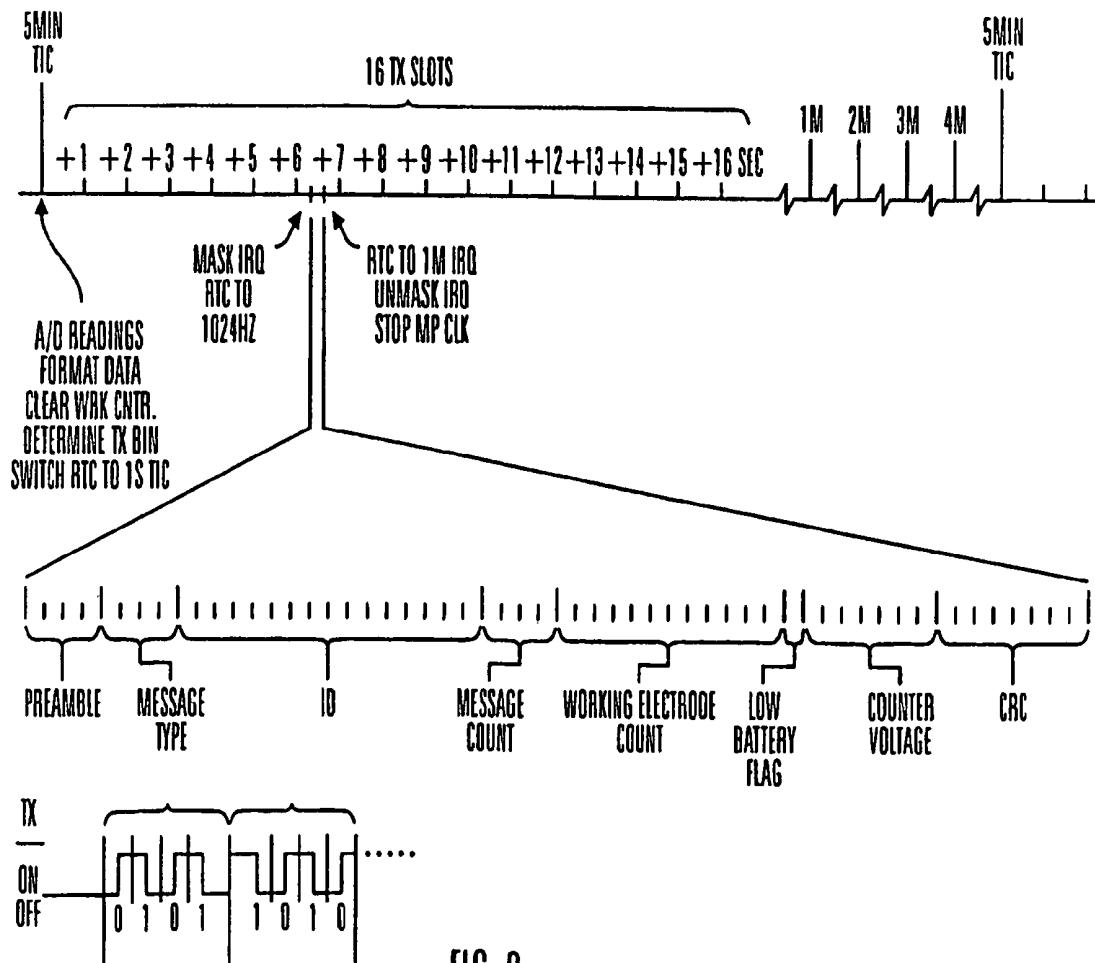 5MIN
TIC
16 TX SLOTS
5MIN
TIC
+1 +2 +3 +4 +5 +6 +7 +8 +9 +10 +11 +12 +13 +14 +15 +16 SEC
1M 2M 3M 4M
MASK IRQ
RTC TO
1024HZ
RTC TO 1M IRQ
UNMASK IRQ
STOP MP CLK
A/D READINGS
FORMAT DATA
CLEAR WRK CNTR.
DETERMINE TX BIN
SWITCH RTC TO 1S TIC
PREAMBLE
MESSAGE
TYPE
ID
MESSAGE
COUNT
WORKING ELECTRODE
COUNT
LOW
BATTERY
FLAG
COUNTER
VOLTAGE
CRC
TX
ON
OFF
0 1 0 1 1 0 1 0